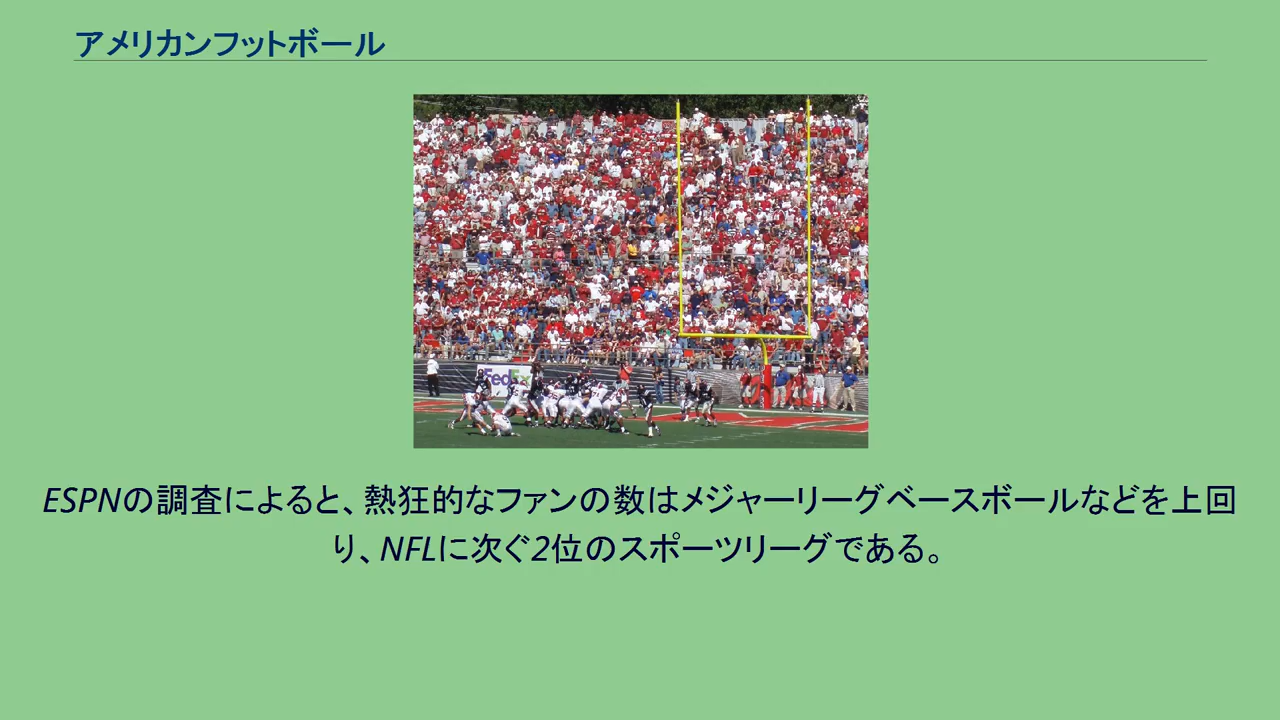 アメリカンフットボール
FedEx
ESPNの調査によると、熱狂的なファンの数はメジャーリーグベースボールなどを上回
り、NFLに次ぐ2位のスポーツリーグである。